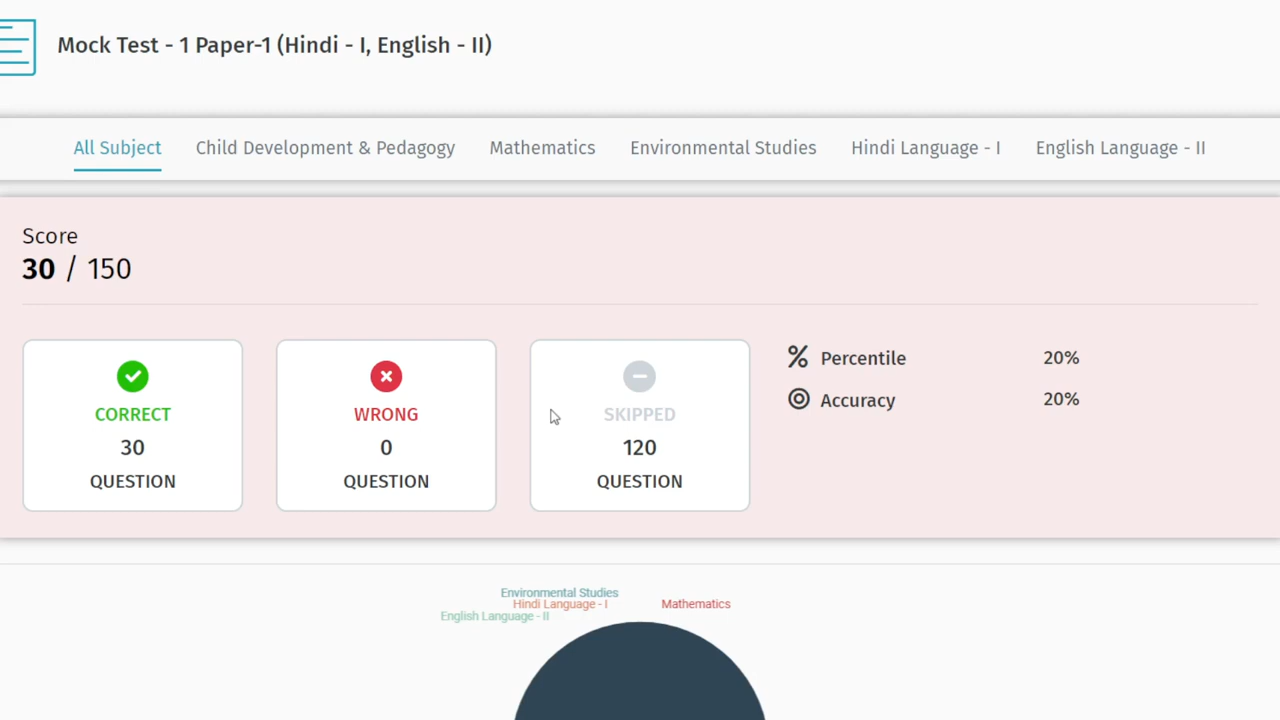 Mock Test - 1 Paper-1 (Hindi - I, English - II)
All Subject Child Development & Pedagogy Mathematics Environmental Studies Hindi Language - I English Language - II
Score
30 / 150
CORRECT
30
QUESTION
WRONG
0
QUESTION
SKIPPED
120
QUESTION
Percentile 20%
Accuracy 20%
Environmental Studies
Hindi Language - I
Mathematics
English Language - II